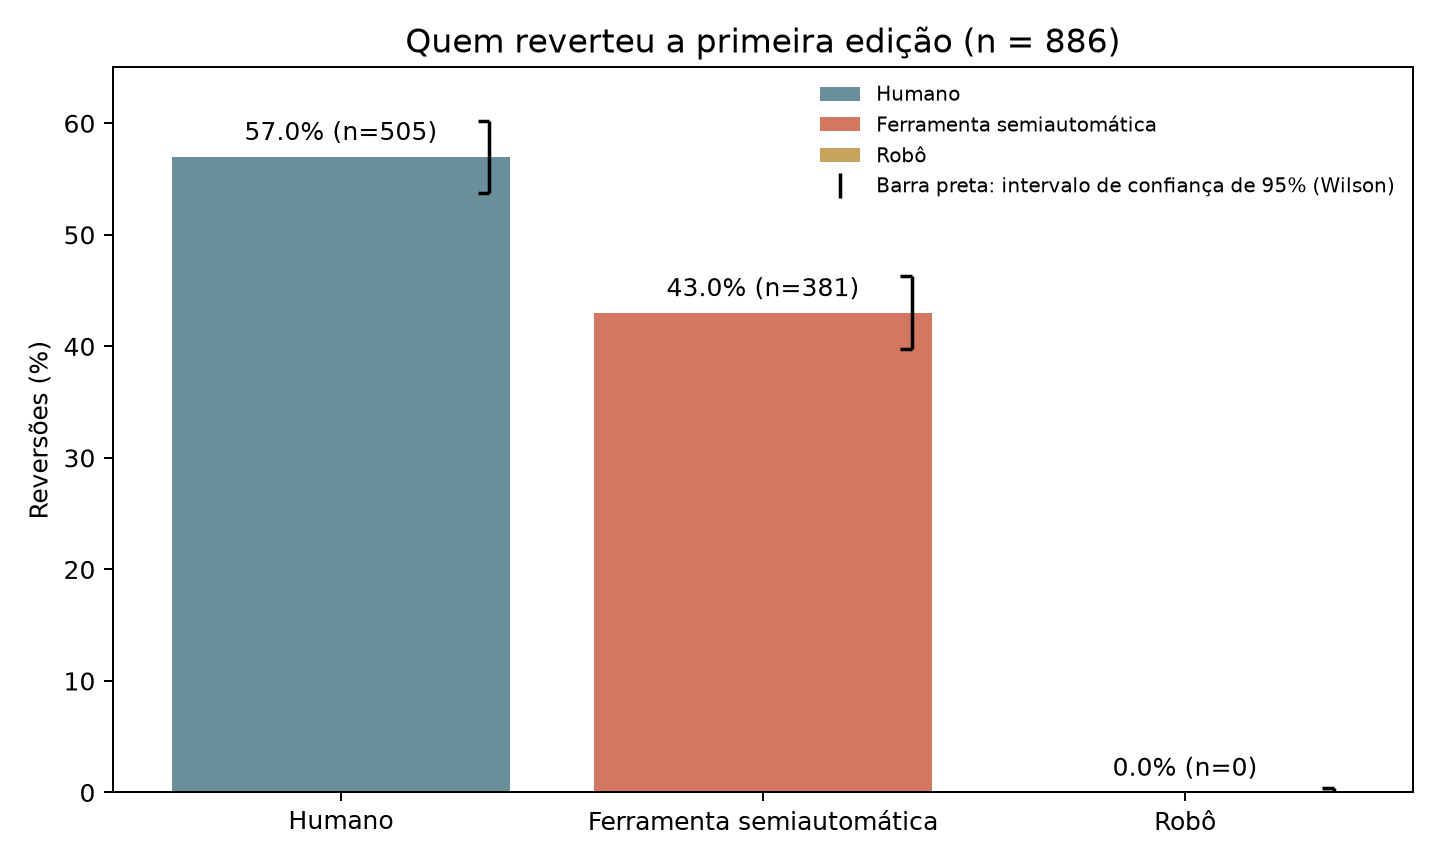 Quem reverteu a primeira edição (n = 886)
Humano
Ferramenta semiautomática
Robô
Barra preta: intervalo de confiança de 95% (Wilson)
57.0% (n=505)
43.0% (n=381)
0.0% (n=0)
Reversões (%)
60
50
40
30
20
10
0
Humano
Ferramenta semiautomática
Robô